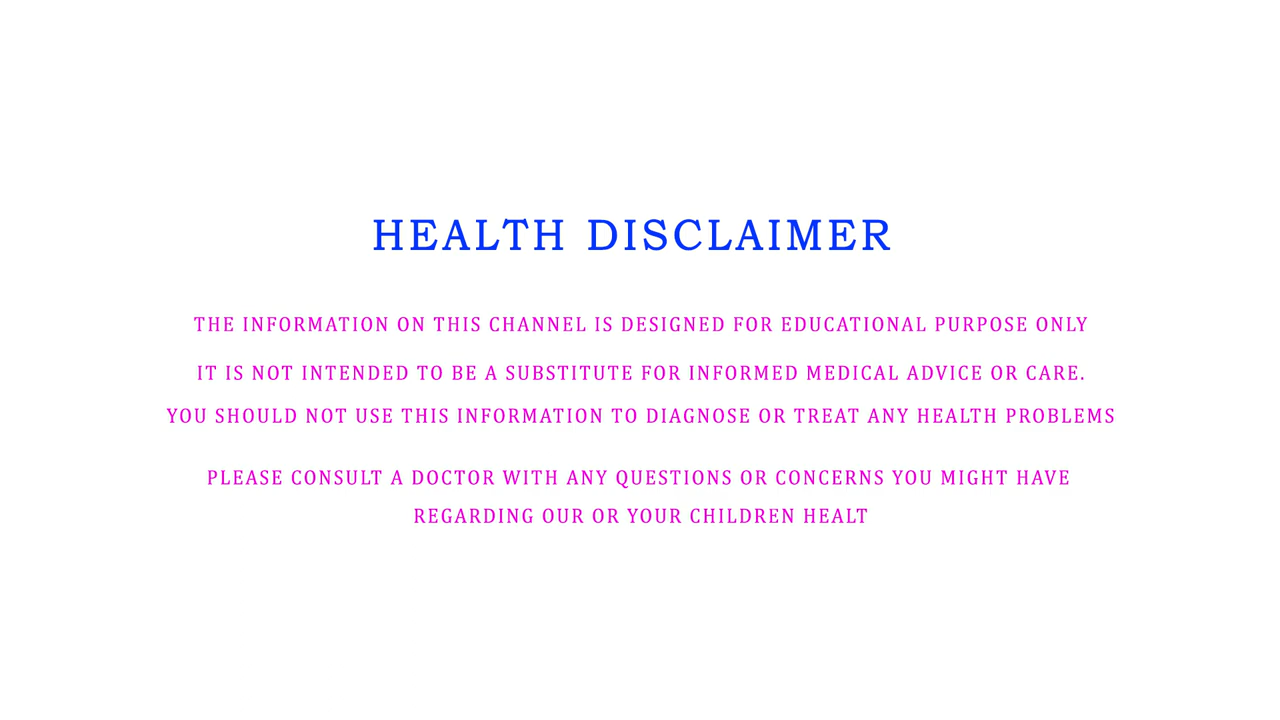 HEALTH DISCLAIMER
THE INFORMATION ON THIS CHANNEL IS DESIGNED FOR EDUCATIONAL PURPOSE ONLY
IT IS NOT INTENDED TO BE A SUBSTITUTE FOR INFORMED MEDICAL ADVICE OR CARE.
YOU SHOULD NOT USE THIS INFORMATION TO DIAGNOSE OR TREAT ANY HEALTH PROBLEMS
PLEASE CONSULT A DOCTOR WITH ANY QUESTIONS OR CONCERNS YOU MIGHT HAVE
REGARDING OUR OR YOUR CHILDREN HEALT